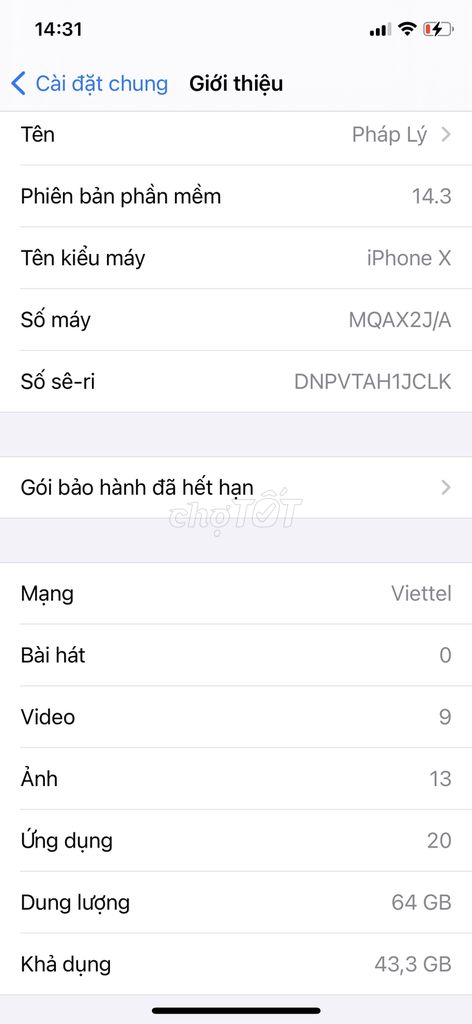 14:31
Cài đặt chung Giới thiệu
Tên Pháp Lý
Phiên bản phần mềm 14.3
Tên kiểu máy iPhone X
Số máy MQAX2J/A
Số sê-ri DNPVTAH1JCLK
Gói bảo hành đã hết hạn
chợTỐT
Mạng Viettel
Bài hát 0
Video 9
Ảnh 13
Ứng dụng 20
Dung lượng 64 GB
Khả dụng 43,3 GB